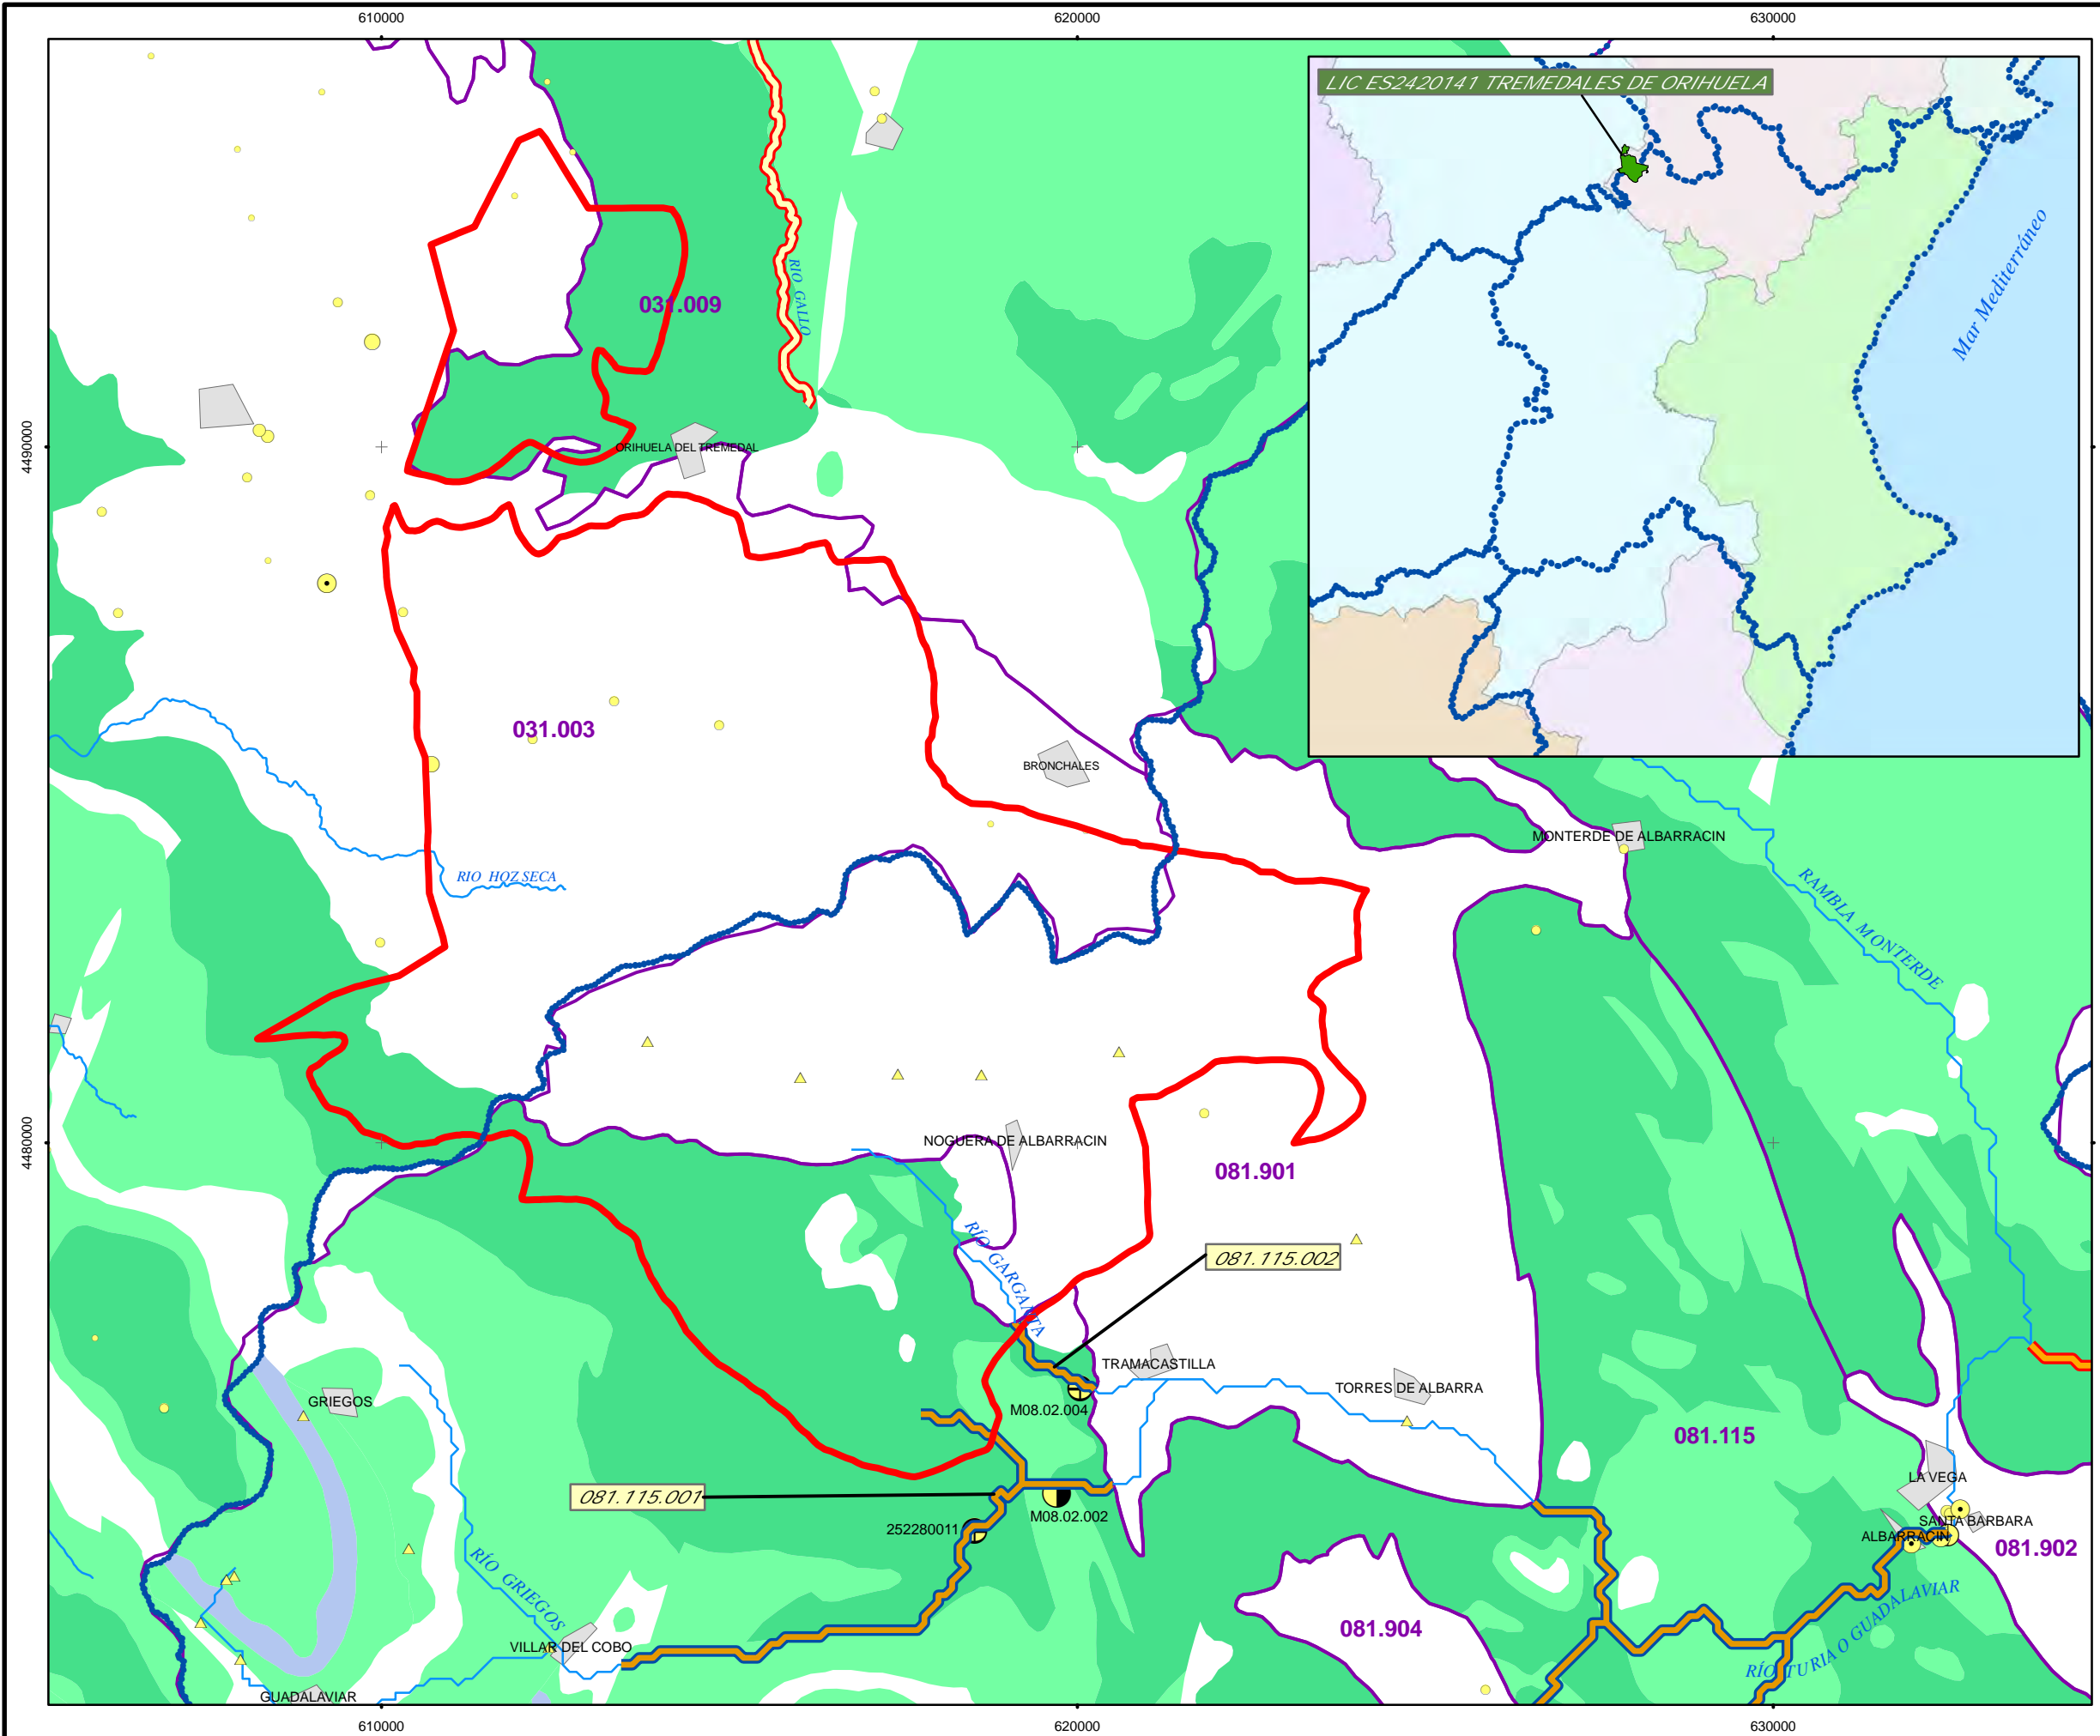 610000
620000
630000
LIC ES2420141 TREMEDALES DE ORIHUELA
Mar Mediterráneo
RIO GALLO
031.009
4490000
ORIHUELA DEL TREMEDAL
031.003
BRONCHALES
MONTERDE DE ALBARRACIN
RIO HOZ SECA
RAMBLA MONTERDE
4480000
NOGUERA DE ALBARRACIN
081.901
RÍO GARGANTA
081.115.002
TRAMACASTILLA
TORRES DE ALBARRA
GRIEGOS
M08.02.004
081.115
LA VEGA
081.115.001
M08.02.002
252280011
SANTA BARBARA
ALBARRACIN
081.902
RÍO GRIEGOS
081.904
VILLAR DEL COBO
RÍO TURIA O GUADALAVIAR
GUADALAVIAR
610000
620000
630000